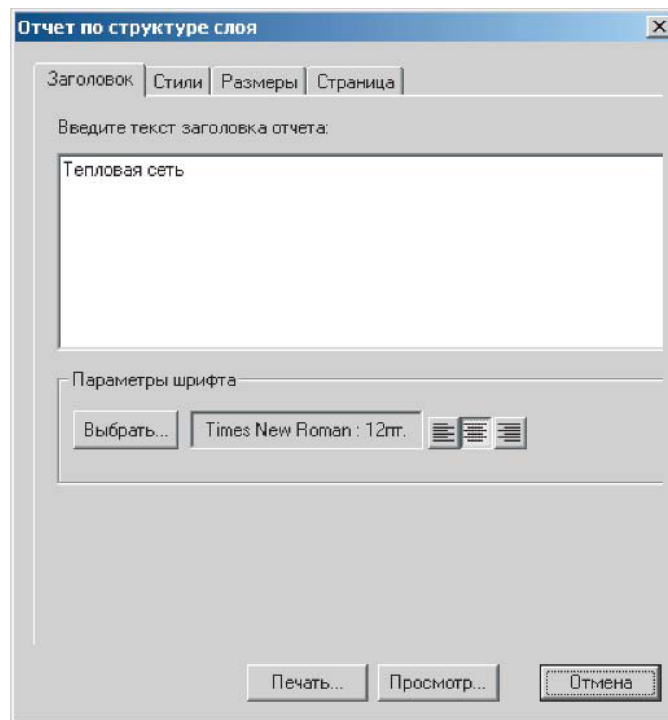 Отчет по структуре слоя
Заголовок Стили Размеры Страница
Введите текст заголовка отчета:
Тепловая сеть
Параметры шрифта
Выбрать... Times New Roman : 12пт.
Печать... Просмотр... Отмена